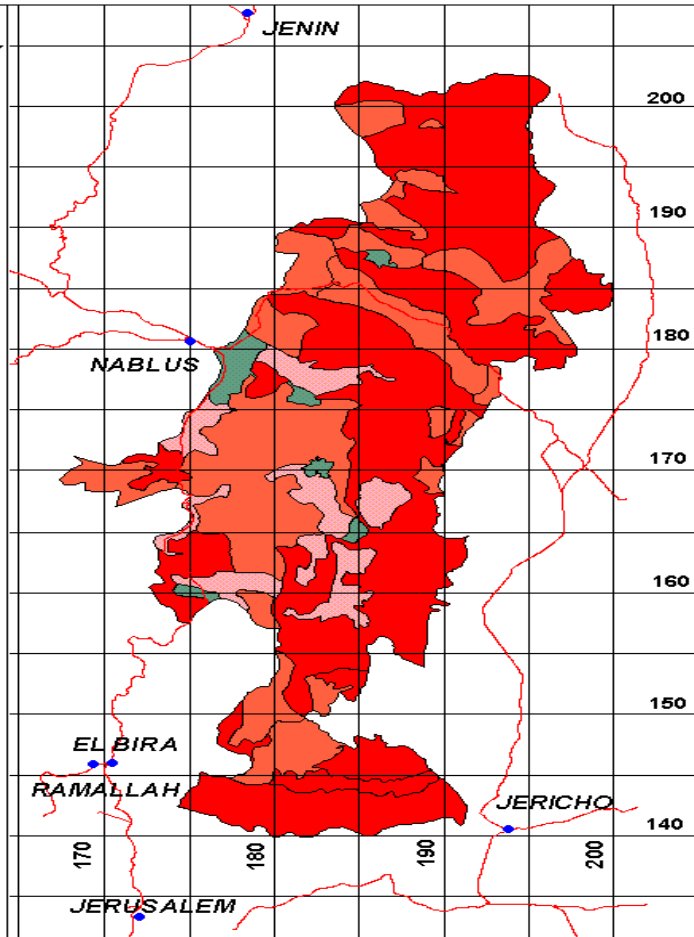 JENIN
200
190
180
NABLUS
170
160
150
EL BIRA
RAMALLAH
JERICHO
140
170
180
190
200
JERUSALEM